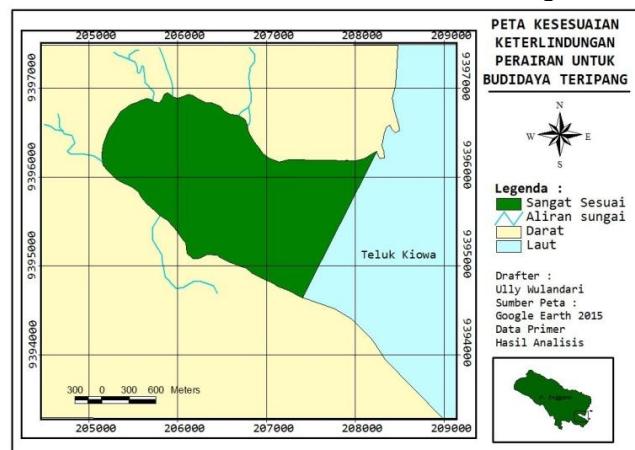 205000 206000 207000 208000 209000
9397000
9396000
9395000
9394000
9397000
9396000
9395000
9394000
Teluk Kiowa
300 0 300 600 Meters
205000 206000 207000 208000 209000
PETA KESESUAIAN
KETERLINDUNGAN
PERAIRAN UNTUK
BUDIDAYA TERIPANG
N
W E
S
Legenda :
Sangat Sesuai
Aliran sungai
Darat
Laut
Drafter :
Ully Wulandari
Sumber Peta :
Google Earth 2015
Data Primer
Hasil Analisis